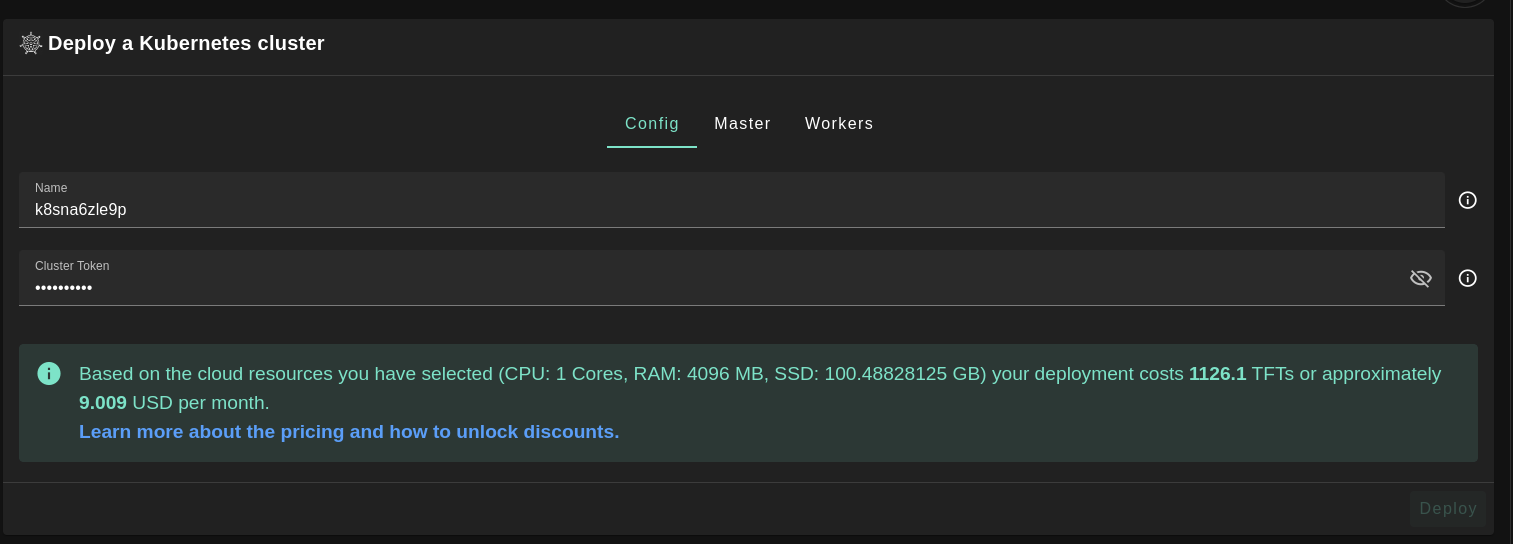 Deploy a Kubernetes cluster
Config Master Workers
Name
k8sna6zle9p
Cluster Token
••••••••••
Based on the cloud resources you have selected (CPU: 1 Cores, RAM: 4096 MB, SSD: 100.48828125 GB) your deployment costs 1126.1 TFTs or approximately
9.009 USD per month.
Learn more about the pricing and how to unlock discounts.
Deploy